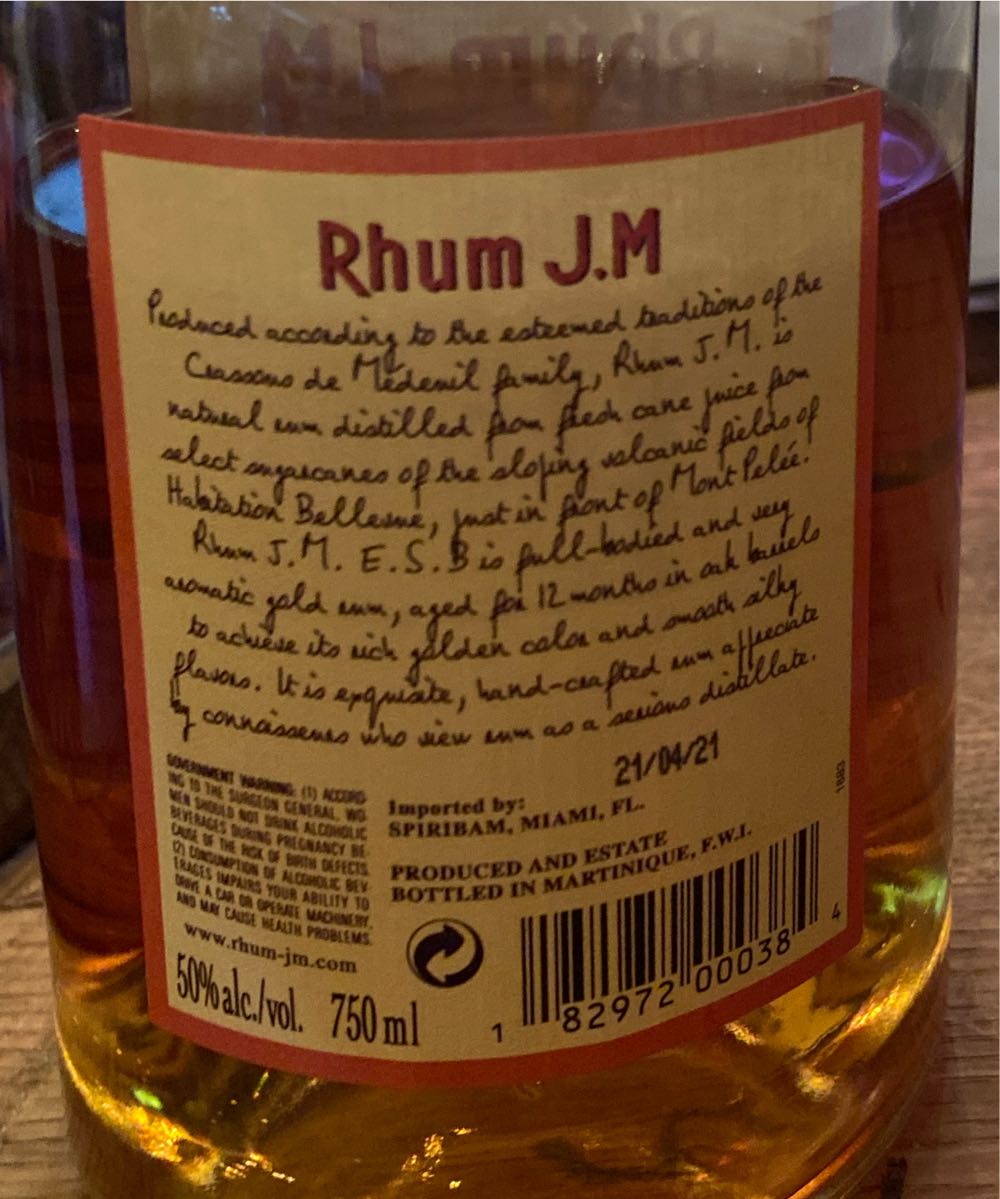 Rhum J.M
Rhum J.M
Produced according to the esteemed traditions of the
Crassous de Médenil family, Rhum J.M. is
natural rum distilled from fresh cane juice from
select sugarcanes of the sloping volcanic fields of
Habitation Bellevue, just in front of Mont Pelée.
Rhum J.M. E.S.B is full-bodied and very
aromatic gold rum, aged for 12 months in oak barrels
to achieve its rich golden color and smooth silky
flavors. It is exquisite, hand-crafted rum appreciate
by connoisseurs who view rum as a serious distillate.
21/04/21
GOVERNMENT WARNING: (1) ACCORD
ING TO THE SURGEON GENERAL, WO
MEN SHOULD NOT DRINK ALCOHOLIC
BEVERAGES DURING PREGNANCY BE
CAUSE OF THE RISK OF BIRTH DEFECTS.
(2) CONSUMPTION OF ALCOHOLIC BEV
ERAGES IMPAIRS YOUR ABILITY TO
DRIVE A CAR OR OPERATE MACHINERY,
AND MAY CAUSE HEALTH PROBLEMS.
www.rhum-jm.com
50% alc./vol. 750 ml
Imported by:
SPIRIBAM, MIAMI, FL.
PRODUCED AND ESTATE
BOTTLED IN MARTINIQUE, F.W.I.
1883
1 82972 00038 4